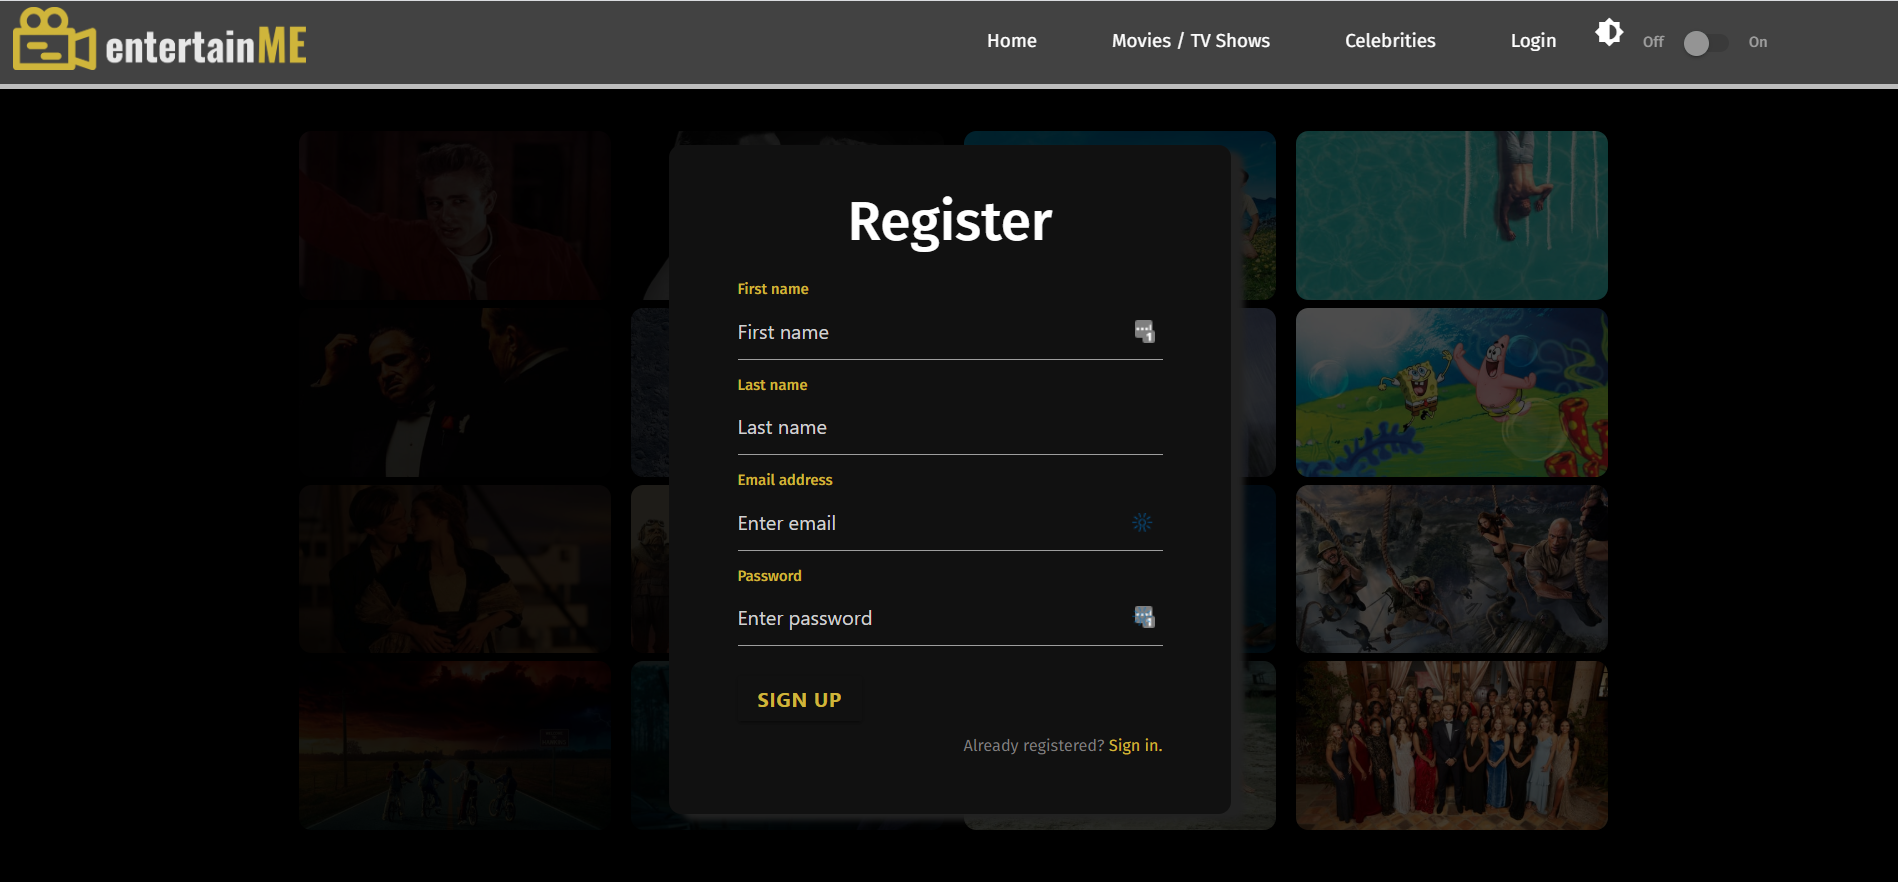 entertainME
Home
Movies / TV Shows
Celebrities
Login
Off
On
Register
First name
First name
Last name
Last name
Email address
Enter email
Password
Enter password
SIGN UP
Already registered? Sign in.